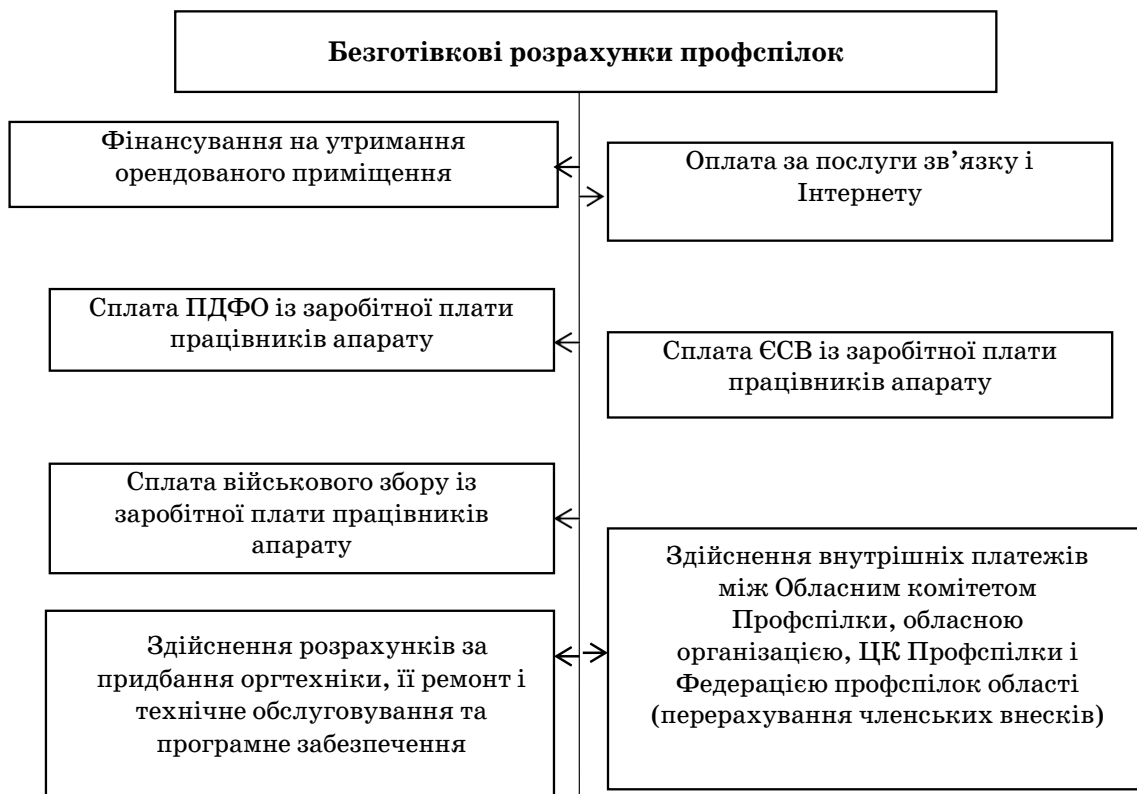 Безготівкові розрахунки профспілок
Фінансування на утримання
орендованого приміщення
Оплата за послуги зв’язку і
Інтернету
Сплата ПДФО із заробітної плати
працівників апарату
Сплата ЄСВ із заробітної плати
працівників апарату
Сплата військового збору із
заробітної плати працівників
апарату
Здійснення внутрішніх платежів
між Обласним комітетом
Профспілки, обласною
організацією, ЦК Профспілки і
Федерацією профспілок області
(перерахування членських внесків)
Здійснення розрахунків за
придбання оргтехніки, її ремонт і
технічне обслуговування та
програмне забезпечення